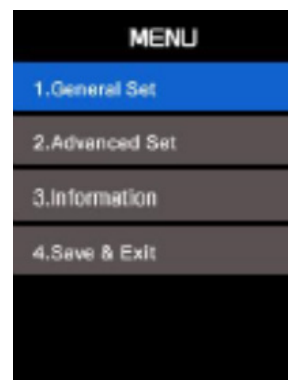 MENU
1.General Set
2.Advanced Set
3.Information
4.Save & Exit